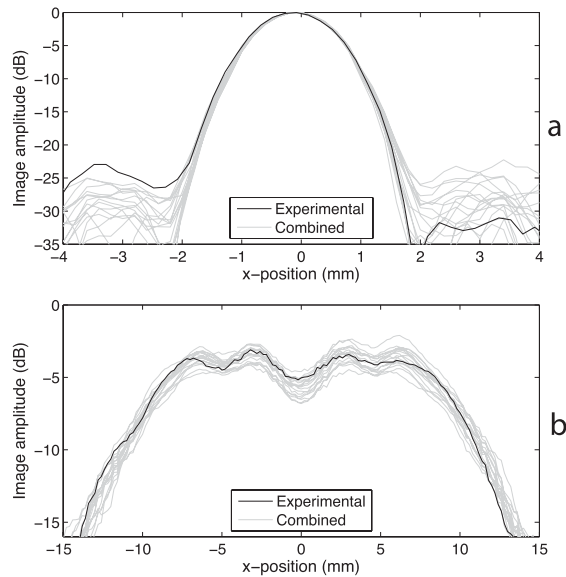 0
−5
−10
−15
−20
−25
−30
−35
Image amplitude (dB)
Experimental
Combined
−4
−3
−2
−1
0
1
2
3
4
x−position (mm)
a
0
−5
−10
−15
Image amplitude (dB)
Experimental
Combined
−15
−10
−5
0
5
10
15
x−position (mm)
b